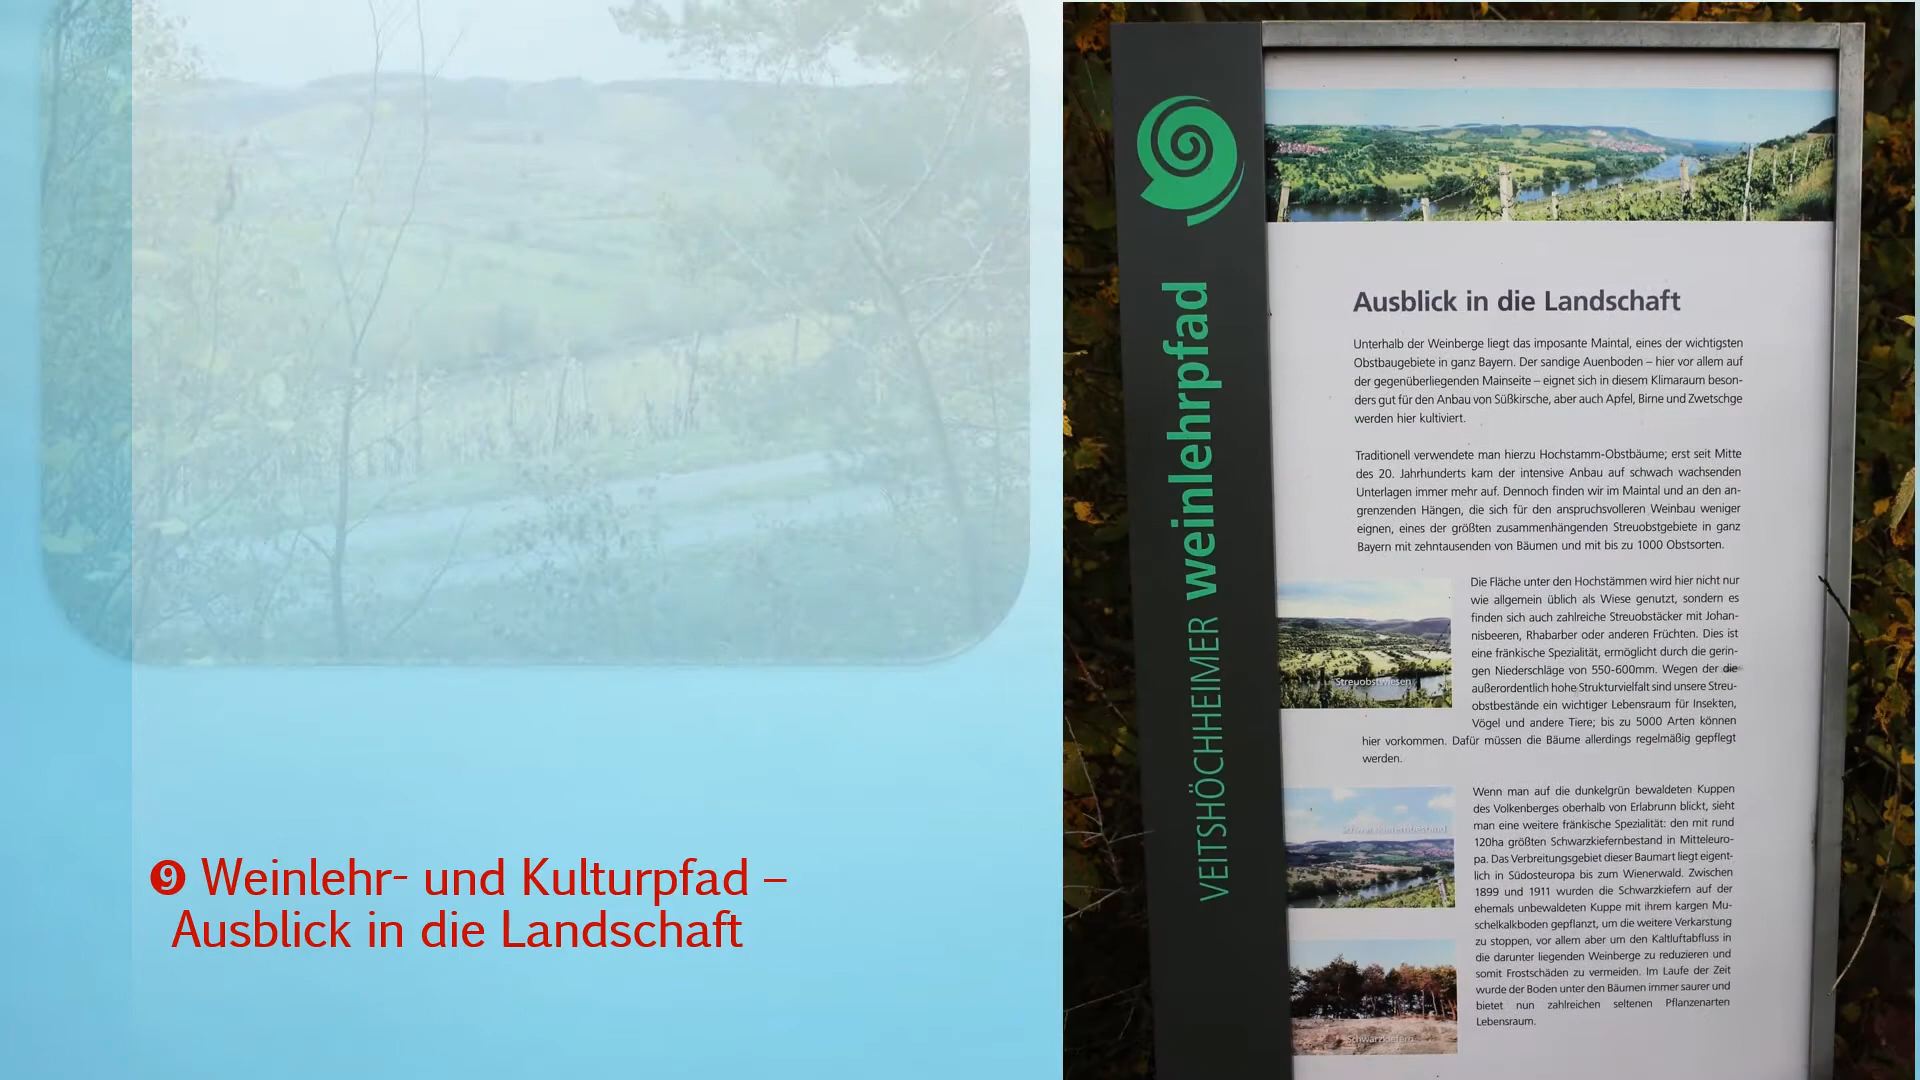 ❾ Weinlehr- und Kulturpfad –
Ausblick in die Landschaft
VEITSHÖCHHEIMER weinlehrpfad
Ausblick in die Landschaft
Unterhalb der Weinberge liegt das imposante Maintal, eines der wichtigsten
Obstbaugebiete in ganz Bayern. Der sandige Auenboden – hier vor allem auf
der gegenüberliegenden Mainseite – eignet sich in diesem Klimaraum beson-
ders gut für den Anbau von Süßkirsche, aber auch Apfel, Birne und Zwetschge
werden hier kultiviert.
Traditionell verwendete man hierzu Hochstamm-Obstbäume; erst seit Mitte
des 20. Jahrhunderts kam der intensive Anbau auf schwach wachsenden
Unterlagen immer mehr auf. Dennoch finden wir im Maintal und an den an-
grenzenden Hängen, die sich für den anspruchsvolleren Weinbau weniger
eignen, eines der größten zusammenhängenden Streuobstgebiete in ganz
Bayern mit zehntausenden von Bäumen und mit bis zu 1000 Obstsorten.
Die Fläche unter den Hochstämmen wird hier nicht nur
wie allgemein üblich als Wiese genutzt, sondern es
finden sich auch zahlreiche Streuobstäcker mit Johan-
nisbeeren, Rhabarber oder anderen Früchten. Dies ist
eine fränkische Spezialität, ermöglicht durch die gerin-
gen Niederschläge von 550-600mm. Wegen der die
außerordentlich hohe Strukturvielfalt sind unsere Streu-
obstbestände ein wichtiger Lebensraum für Insekten,
Vögel und andere Tiere; bis zu 5000 Arten können
hier vorkommen. Dafür müssen die Bäume allerdings regelmäßig gepflegt
werden.
Streuobstwiesen
Wenn man auf die dunkelgrün bewaldeten Kuppen
des Volkenberges oberhalb von Erlabrunn blickt, sieht
man eine weitere fränkische Spezialität: den mit rund
120ha größten Schwarzkiefernbestand in Mitteleuro-
pa. Das Verbreitungsgebiet dieser Baumart liegt eigent-
lich in Südosteuropa bis zum Wienerwald. Zwischen
1899 und 1911 wurden die Schwarzkiefern auf der
ehemals unbewaldeten Kuppe mit ihrem kargen Mu-
schelkalkboden gepflanzt, um die weitere Verkarstung
zu stoppen, vor allem aber um den Kaltluftabfluss in
die darunter liegenden Weinberge zu reduzieren und
somit Frostschäden zu vermeiden. Im Laufe der Zeit
wurde der Boden unter den Bäumen immer saurer und
bietet nun zahlreichen seltenen Pflanzenarten
Lebensraum.
Schwarzkiefernbestand
Schwarzkiefern